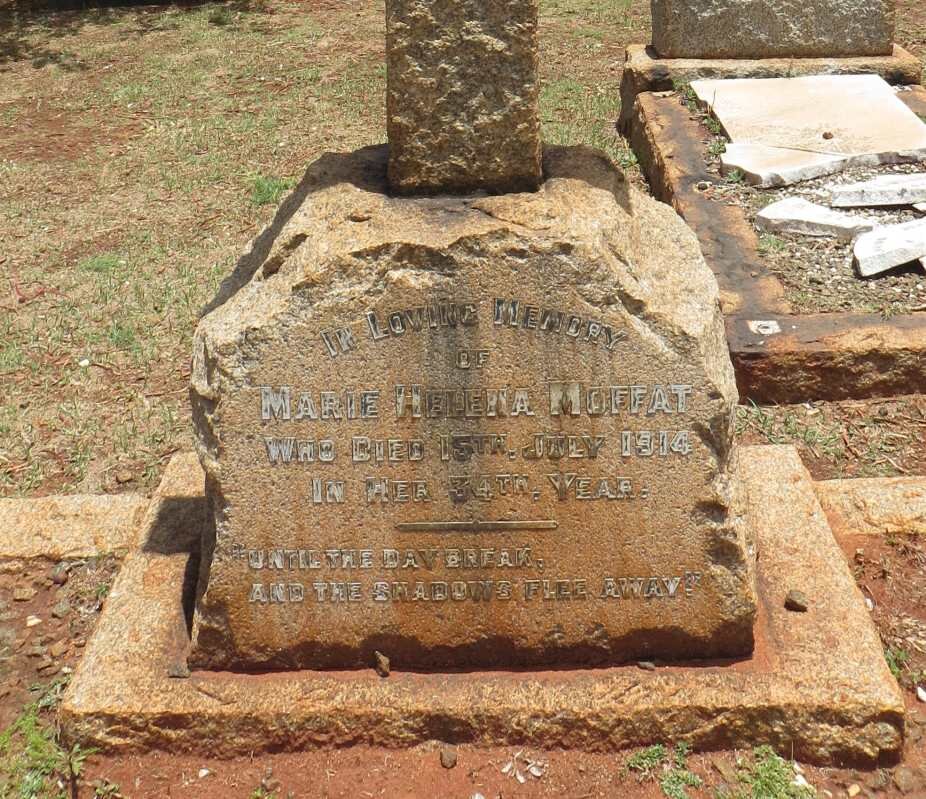 In Loving Memory
of
Marie Helena Moffat
Who Died 15th. July 1914
In Her 34th. Year.
"Until the Day Break,
and the Shadows Flee Away."